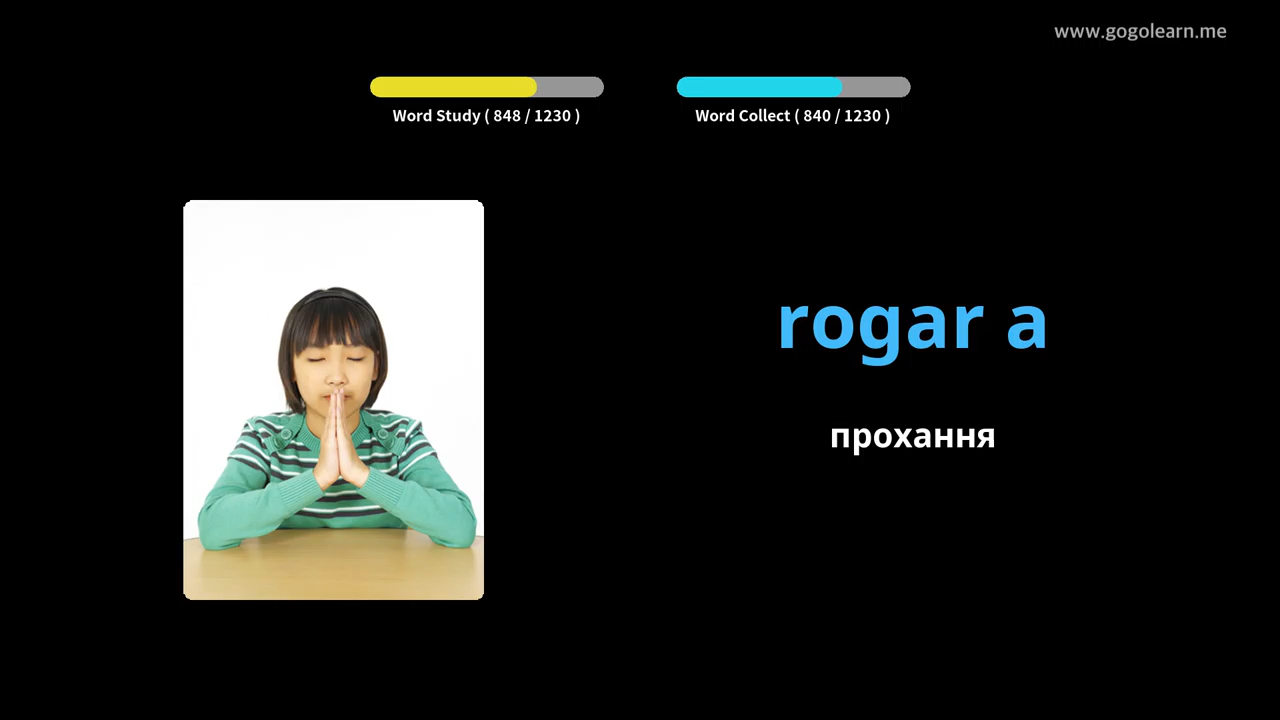 www.gogolearn.me
Word Study ( 848 / 1230 )
Word Collect ( 840 / 1230 )
rogar a
прохання